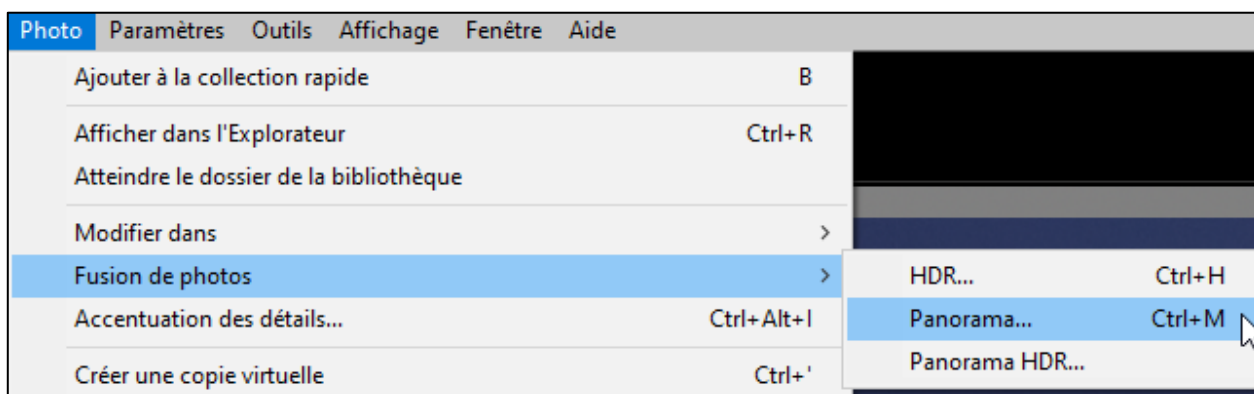 Photo Paramètres Outils Affichage Fenêtre Aide
Ajouter à la collection rapide B
Afficher dans l'Explorateur Ctrl+R
Atteindre le dossier de la bibliothèque
Modifier dans >
Fusion de photos >
HDR... Ctrl+H
Accentuation des détails... Ctrl+Alt+I
Panorama... Ctrl+M
Panorama HDR...
Créer une copie virtuelle Ctrl+'